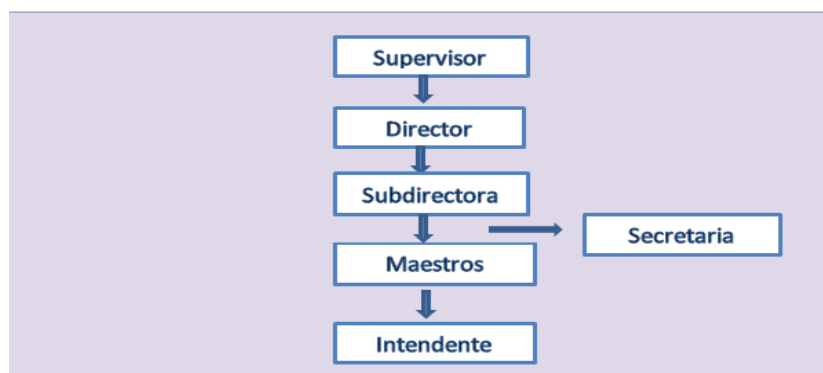 Supervisor
Director
Subdirectora
Secretaria
Maestros
Intendente